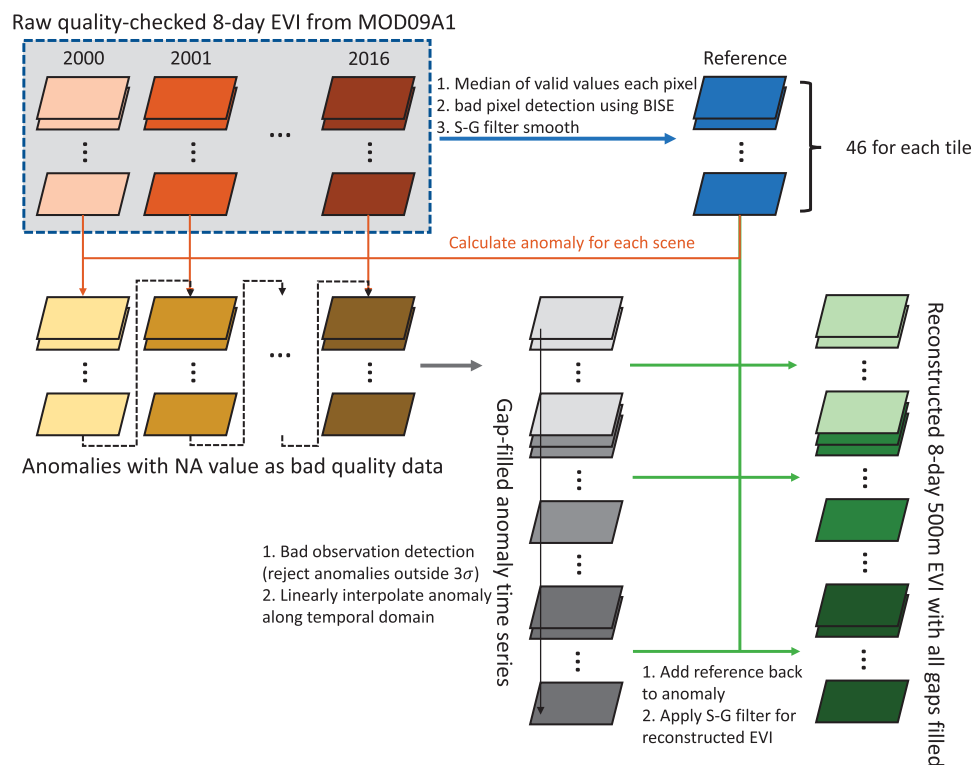 Raw quality-checked 8-day EVI from MOD09A1
2000
2001
2016
...
1. Median of valid values each pixel
2. bad pixel detection using BISE
3. S-G filter smooth
Reference
46 for each tile
Calculate anomaly for each scene
...
Anomalies with NA value as bad quality data
1. Bad observation detection
(reject anomalies outside 3σ)
2. Linearly interpolate anomaly
along temporal domain
Gap-filled anomaly time series
1. Add reference back
to anomaly
2. Apply S-G filter for
reconstructed EVI
Reconstructed 8-day 500m EVI with all gaps filled